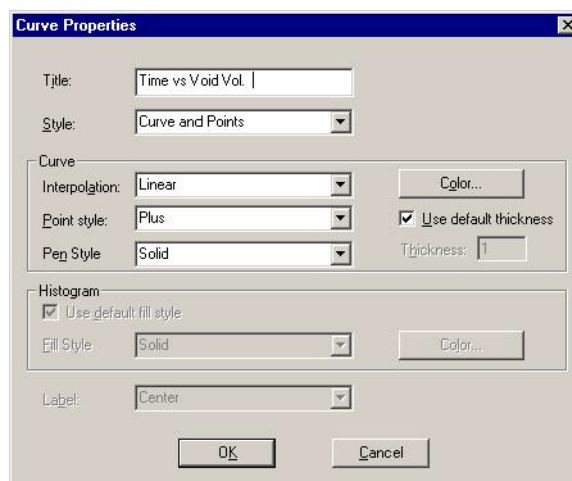 Curve Properties
Title: Time vs Void Vol.
Style: Curve and Points
Curve
Interpolation: Linear Color...
Point style: Plus Use default thickness
Pen Style Solid Thickness: 1
Histogram
Use default fill style
Fill Style Solid Color...
Label: Center
OK Cancel